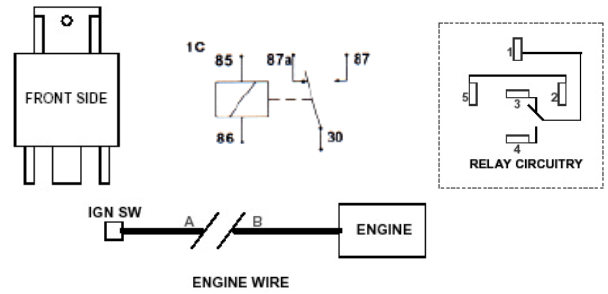 1C
85
87a
87
FRONT SIDE
86
30
1
5
3
2
4
RELAY CIRCUITRY
IGN SW
A
B
ENGINE
ENGINE WIRE